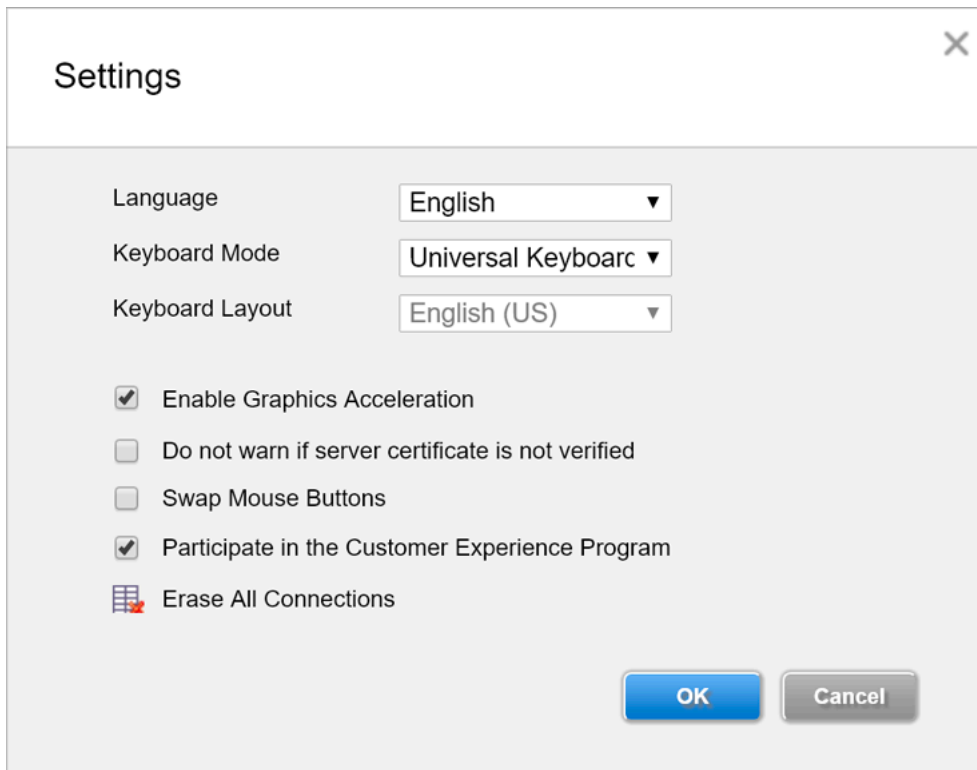 Settings
Language English
Keyboard Mode Universal Keyboarc
Keyboard Layout English (US)
Enable Graphics Acceleration
Do not warn if server certificate is not verified
Swap Mouse Buttons
Participate in the Customer Experience Program
Erase All Connections
OK Cancel